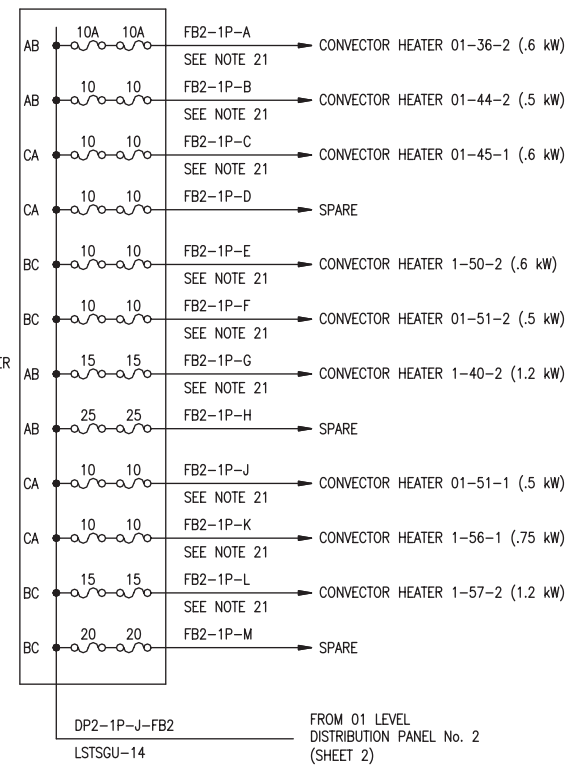 AB 10A 10A FB2-1P-A CONVECTOR HEATER 01-36-2 (.6 kW)
SEE NOTE 21
AB 10 10 FB2-1P-B CONVECTOR HEATER 01-44-2 (.5 kW)
SEE NOTE 21
CA 10 10 FB2-1P-C CONVECTOR HEATER 01-45-1 (.6 kW)
SEE NOTE 21
CA 10 10 FB2-1P-D SPARE
BC 10 10 FB2-1P-E CONVECTOR HEATER 1-50-2 (.6 kW)
SEE NOTE 21
BC 10 10 FB2-1P-F CONVECTOR HEATER 01-51-2 (.5 kW)
SEE NOTE 21
ER
AB 15 15 FB2-1P-G CONVECTOR HEATER 1-40-2 (1.2 kW)
SEE NOTE 21
AB 25 25 FB2-1P-H SPARE
CA 10 10 FB2-1P-J CONVECTOR HEATER 01-51-1 (.5 kW)
SEE NOTE 21
CA 10 10 FB2-1P-K CONVECTOR HEATER 1-56-1 (.75 kW)
SEE NOTE 21
BC 15 15 FB2-1P-L CONVECTOR HEATER 1-57-2 (1.2 kW)
SEE NOTE 21
BC 20 20 FB2-1P-M SPARE
DP2-1P-J-FB2
LSTSGU-14
FROM 01 LEVEL
DISTRIBUTION PANEL No. 2
(SHEET 2)